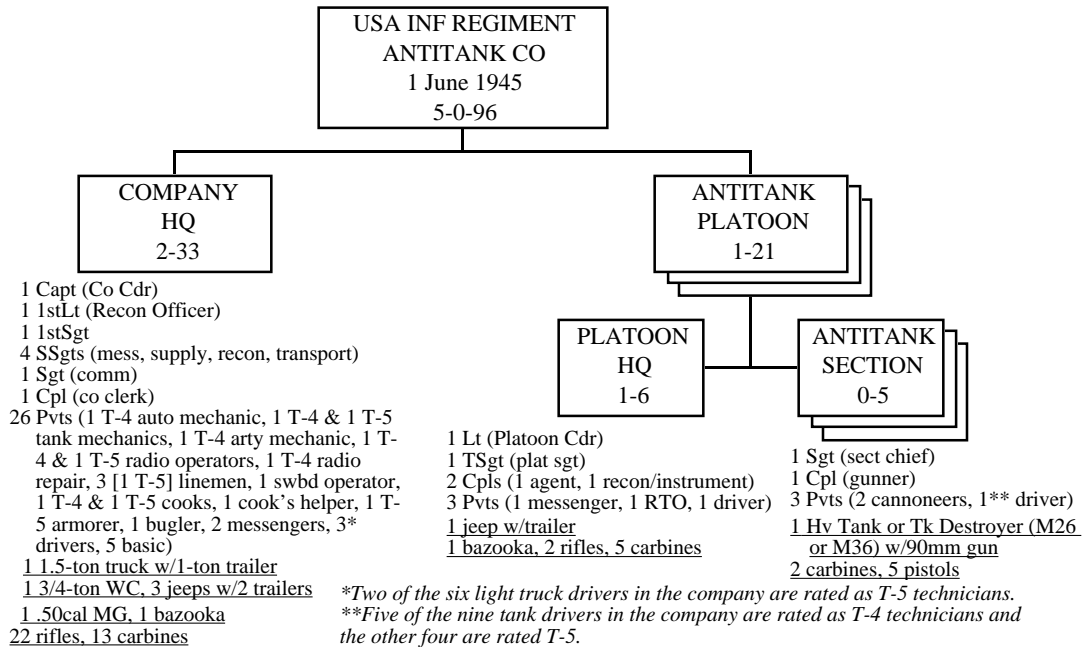 USA INF REGIMENT
ANTITANK CO
1 June 1945
5-0-96
COMPANY
HQ
2-33
1 Capt (Co Cdr)
1 1stLt (Recon Officer)
1 1stSgt
4 SSgts (mess, supply, recon, transport)
1 Sgt (comm)
1 Cpl (co clerk)
26 Pvts (1 T-4 auto mechanic, 1 T-4 & 1 T-5
tank mechanics, 1 T-4 arty mechanic, 1 T-
4 & 1 T-5 radio operators, 1 T-4 radio
repair, 3 [1 T-5] linemen, 1 swbd operator,
1 T-4 & 1 T-5 cooks, 1 cook's helper, 1 T-
5 armorer, 1 bugler, 2 messengers, 3*
drivers, 5 basic)
1 1.5-ton truck w/1-ton trailer
1 3/4-ton WC, 3 jeeps w/2 trailers
1 .50cal MG, 1 bazooka
22 rifles, 13 carbines
ANTITANK
PLATOON
1-21
PLATOON
HQ
1-6
1 Lt (Platoon Cdr)
1 TSgt (plat sgt)
2 Cpls (1 agent, 1 recon/instrument)
3 Pvts (1 messenger, 1 RTO, 1 driver)
1 jeep w/trailer
1 bazooka, 2 rifles, 5 carbines
ANTITANK
SECTION
0-5
1 Sgt (sect chief)
1 Cpl (gunner)
3 Pvts (2 cannoneers, 1** driver)
1 Hv Tank or Tk Destroyer (M26
or M36) w/90mm gun
2 carbines, 5 pistols
*Two of the six light truck drivers in the company are rated as T-5 technicians.
**Five of the nine tank drivers in the company are rated as T-4 technicians and
the other four are rated T-5.